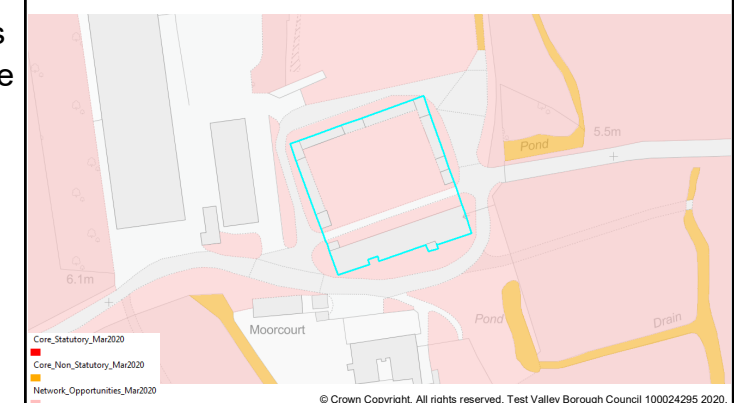 s
e
Pond
5.5m
6.1m
Moorcourt
Pond
Drain
Core_Statutory_Mar2020
Core_Non_Statutory_Mar2020
Network_Opportunities_Mar2020
© Crown Copyright. All rights reserved. Test Valley Borough Council 100024295 2020.